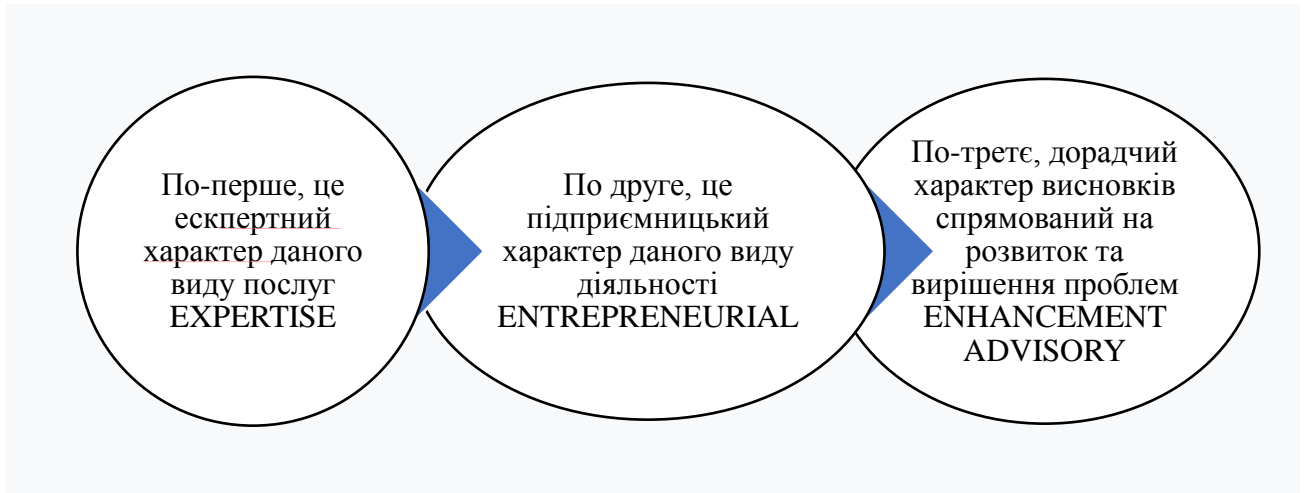 По-перше, це
ескпертний
характер даного
виду послуг
EXPERTISE
По друге, це
підприємницький
характер даного виду
діяльності
ENTREPRENEURIAL
По-третє, дорадчий
характер висновків
спрямований на
розвиток та
вирішення проблем
ENHANCEMENT
ADVISORY